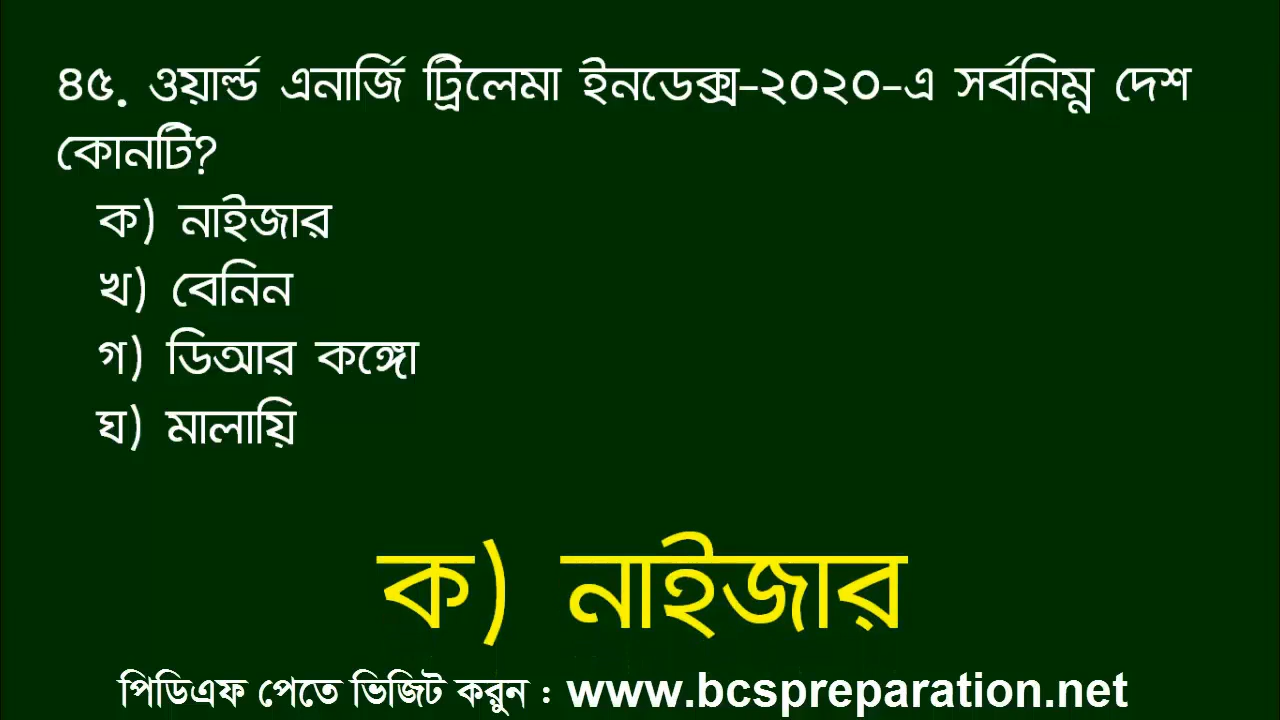 ৪৫. ওয়ার্ল্ড এনার্জি ট্রিলেমা ইনডেক্স-২০২০-এ সর্বনিম্ন দেশ
কোনটি?
ক) নাইজার
খ) বেনিন
গ) ডিআর কঙ্গো
ঘ) মালায়ি
ক) নাইজার
পিডিএফ পেতে ভিজিট করুন : www.bcspreparation.net